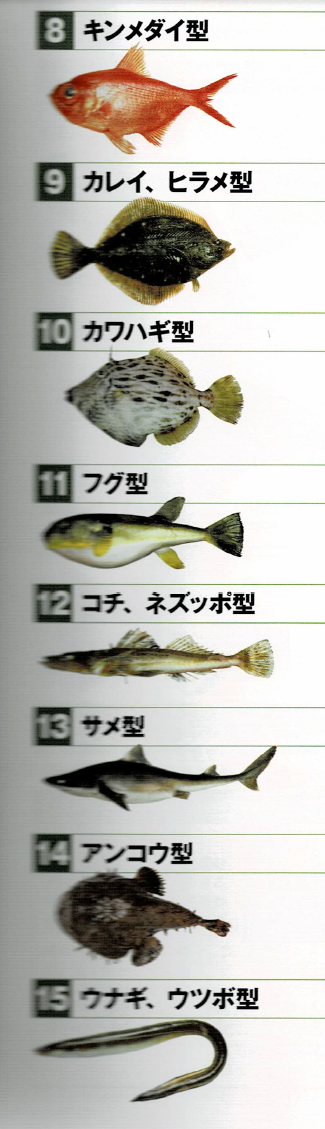 8 キンメダイ型
9 カレイ、ヒラメ型
10 カワハギ型
11 フグ型
12 コチ、ネズッポ型
13 サメ型
14 アンコウ型
15 ウナギ、ウツボ型